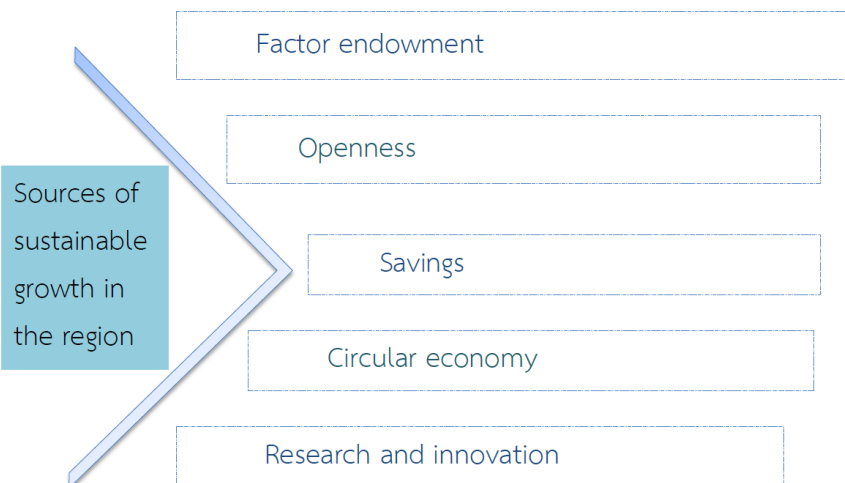 Factor endowment
Openness
Sources of
sustainable
growth in
the region
Savings
Circular economy
Research and innovation